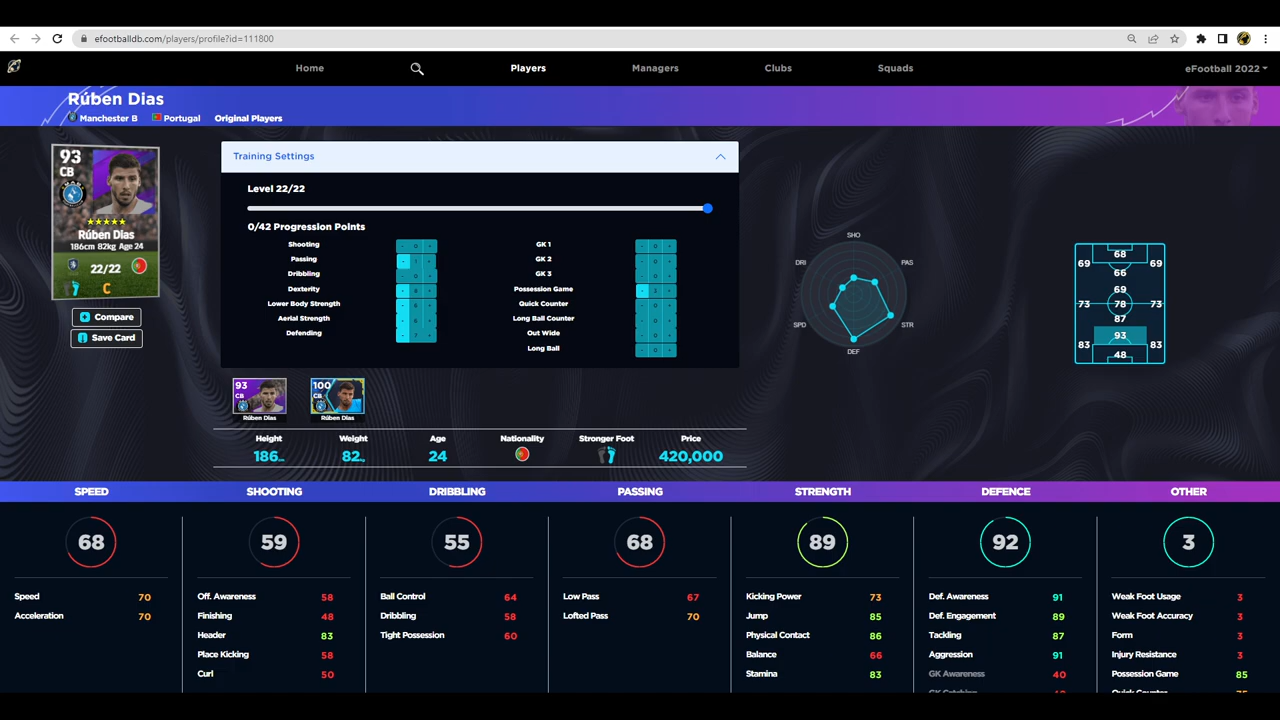 efootballdb.com/players/profile?id=111800
Home
Players
Managers
Clubs
Squads
eFootball 2022
Rúben Dias
Manchester B
Portugal
Original Players
93
CB
Rúben Dias
186cm 82kg Age 24
22/22
C
Compare
Save Card
Training Settings
Level 22/22
0/42 Progression Points
Shooting - 0 +
Passing -
Dribbling - 0 +
Dexterity -
Lower Body Strength -
Aerial Strength -
Defending -
GK 1 - 0 +
GK 2 - 0 +
GK 3 - 0 +
Possession Game -
Quick Counter - 0 +
Long Ball Counter - 0 +
Out Wide - 0 +
Long Ball - 0 +
93
CB
Rúben Dias
100
CB
Rúben Dias
Height
186
Weight
82
Age
24
Nationality
Stronger Foot
Price
420,000
SHO
PAS
STR
DEF
SPD
DRI
68
69 69
66
69
73 78 73
87
93
83 83
48
SPEED
68
Speed 70
Acceleration 70
SHOOTING
59
Off. Awareness 58
Finishing 48
Header 83
Place Kicking 58
Curl 50
DRIBBLING
55
Ball Control 64
Dribbling 58
Tight Possession 60
PASSING
68
Low Pass 67
Lofted Pass 70
STRENGTH
89
Kicking Power 73
Jump 85
Physical Contact 86
Balance 66
Stamina 83
DEFENCE
92
Def. Awareness 91
Def. Engagement 89
Tackling 87
Aggression 91
GK Awareness 40
OTHER
3
Weak Foot Usage 3
Weak Foot Accuracy 3
Form 3
Injury Resistance 3
Possession Game 85